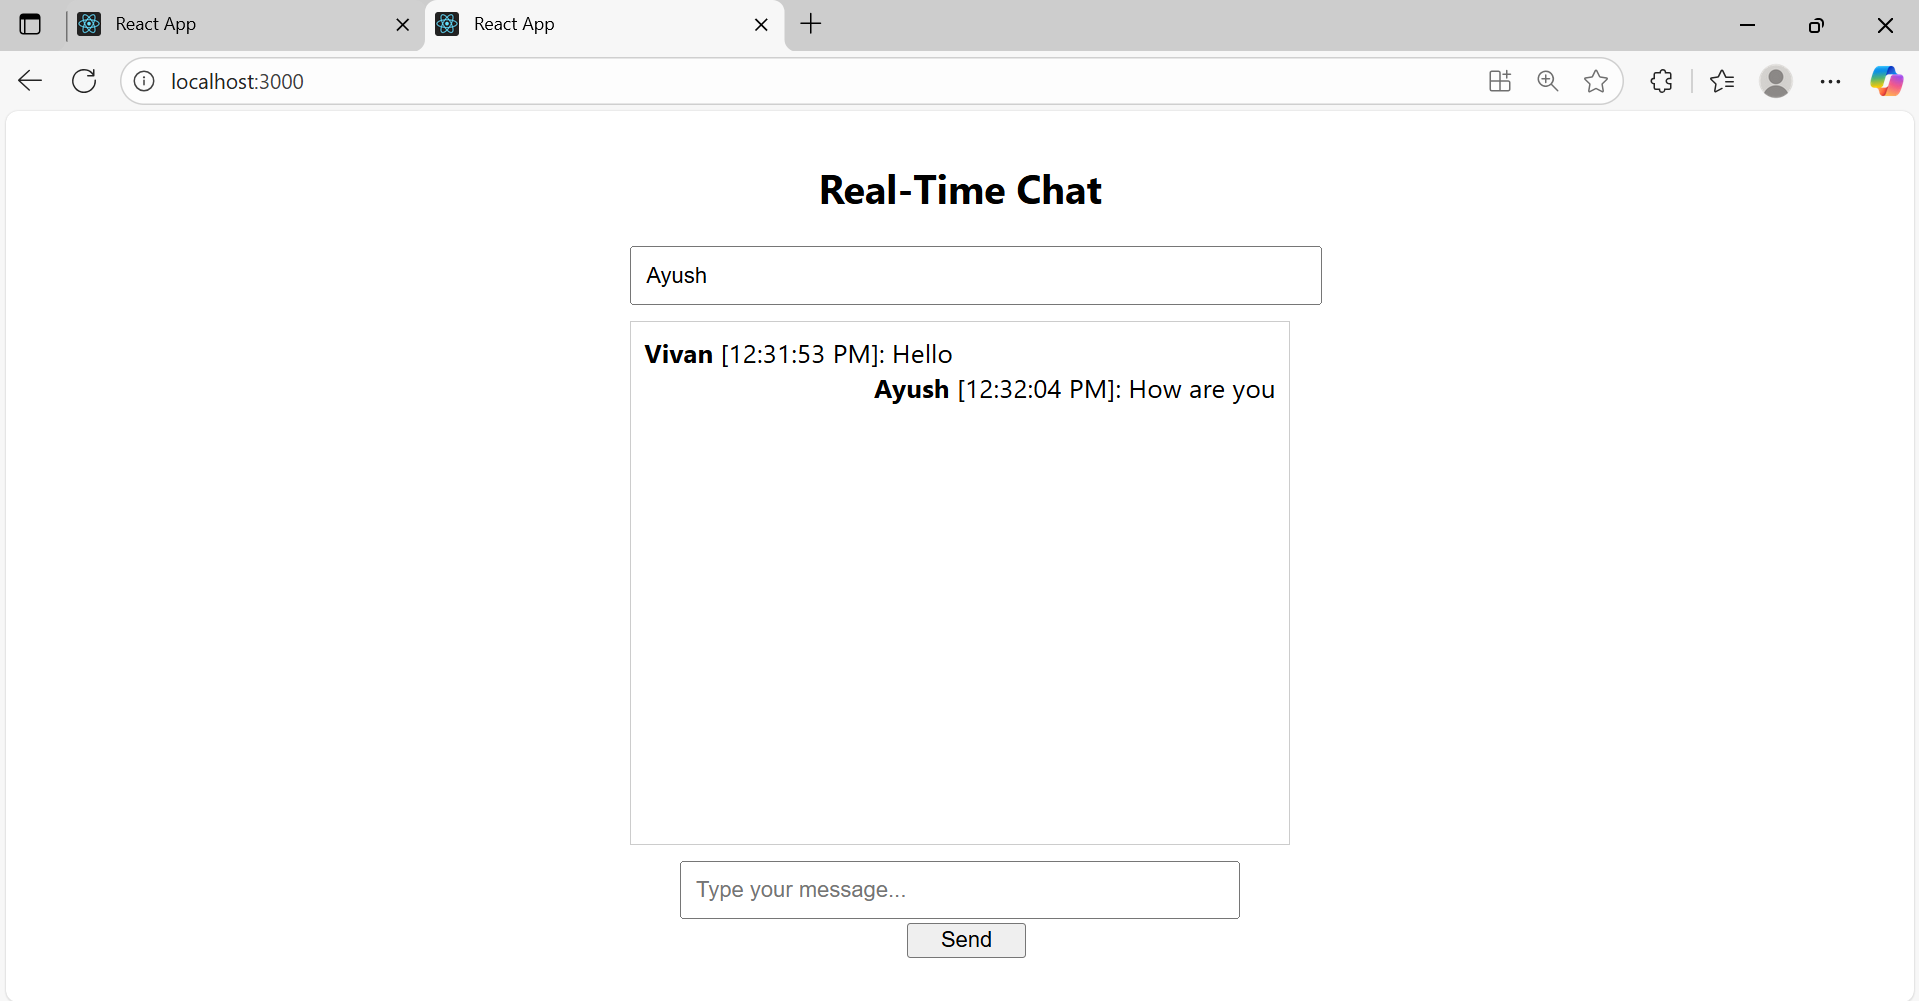 React App
React App
localhost:3000
Real-Time Chat
Ayush
Vivan [12:31:53 PM]: Hello
Ayush [12:32:04 PM]: How are you
Type your message...
Send